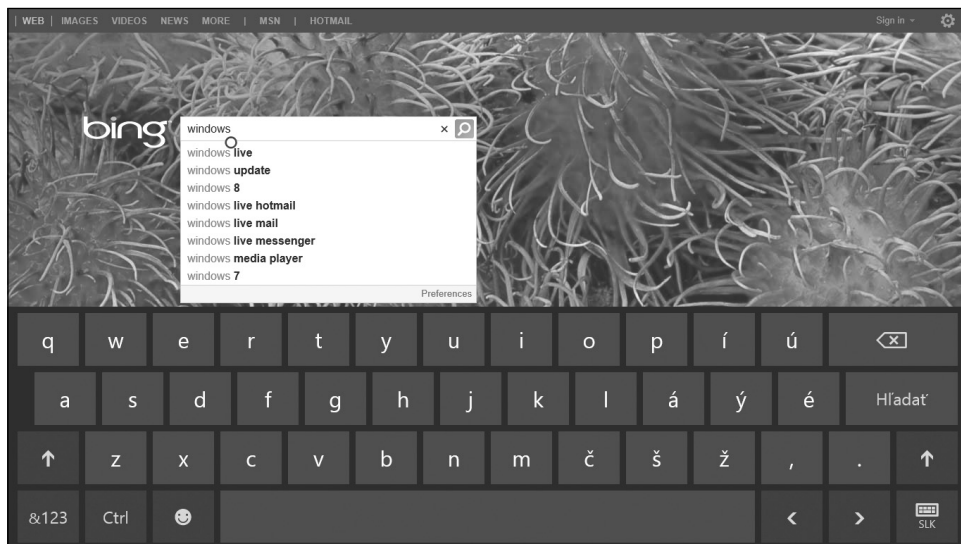 | WEB | IMAGES VIDEOS NEWS MORE | MSN | HOTMAIL Sign in
bing
windows ×
windows live
windows update
windows 8
windows live hotmail
windows live mail
windows live messenger
windows media player
windows 7
Preferences
q w e r t y u i o p í ú
a s d f g h j k l á ý é Hľadať
z x c v b n m č š ž , .
&123 Ctrl < >
SLK